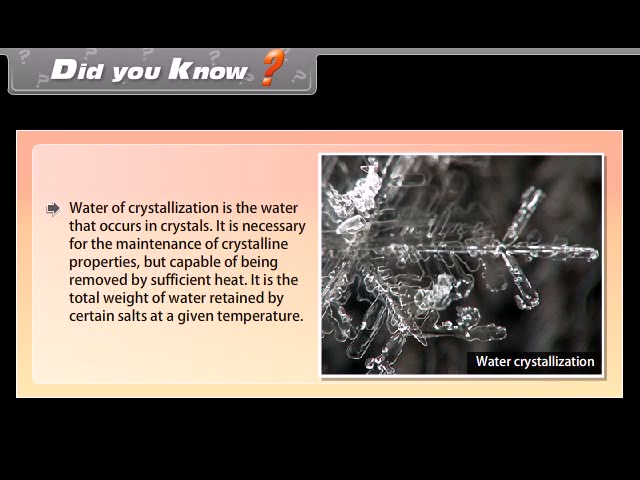 Did you Know ?
Water of crystallization is the water
that occurs in crystals. It is necessary
for the maintenance of crystalline
properties, but capable of being
removed by sufficient heat. It is the
total weight of water retained by
certain salts at a given temperature.
Water crystallization